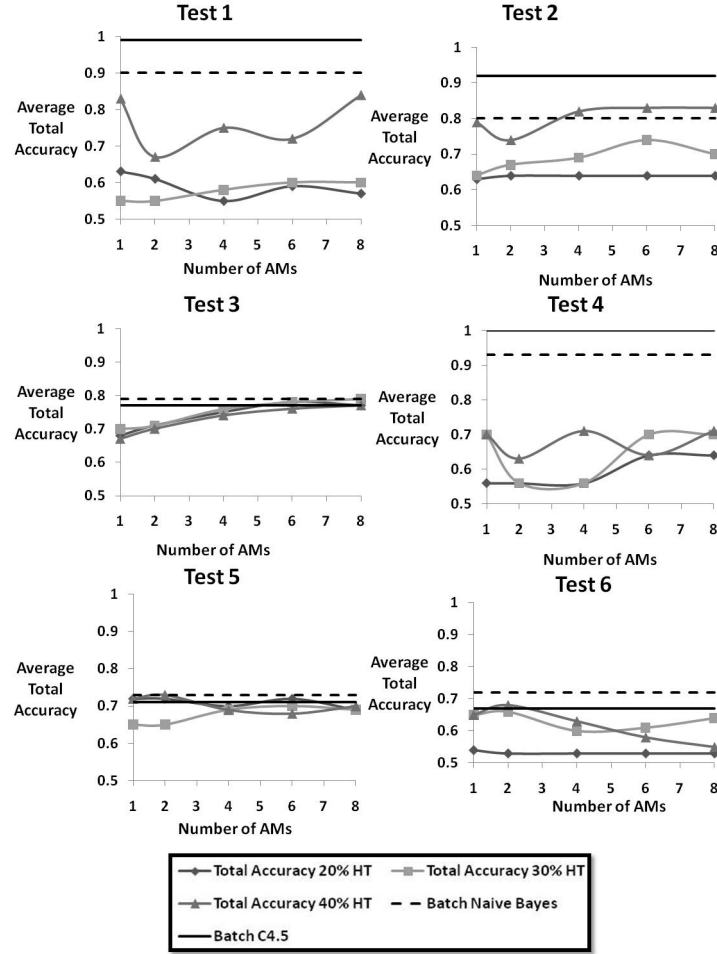 Test 1
1
0.9
0.8
0.7
0.6
0.5
Average
Total
Accuracy
1 2 3 4 5 6 7 8
Number of AMs
Test 2
1
0.9
0.8
0.7
0.6
0.5
Average
Total
Accuracy
1 2 3 4 5 6 7 8
Number of AMs
Test 3
1
0.9
0.8
0.7
0.6
0.5
Average
Total
Accuracy
1 2 3 4 5 6 7 8
Number of AMs
Test 4
1
0.9
0.8
0.7
0.6
0.5
Average
Total
Accuracy
1 2 3 4 5 6 7 8
Number of AMs
Test 5
1
0.9
0.8
0.7
0.6
0.5
Average
Total
Accuracy
1 2 3 4 5 6 7 8
Number of AMs
Test 6
1
0.9
0.8
0.7
0.6
0.5
Average
Total
Accuracy
1 2 3 4 5 6 7 8
Number of AMs
Total Accuracy 20% HT
Total Accuracy 30% HT
Total Accuracy 40% HT
Batch Naive Bayes
Batch C4.5